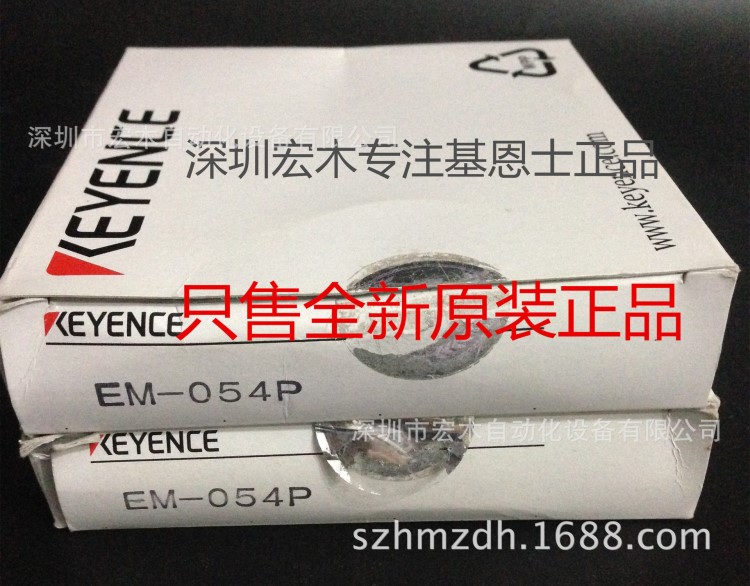 KEYENCE
深圳市宏木自动化设备有限公司
深圳宏木专注基恩士正品
www.keyence.com
只售全新原装正品
KEYENCE
EM-054P
深圳市宏木自动化设备有限公司
KEYENCE
EM-054P
szhmzdh.1688.com